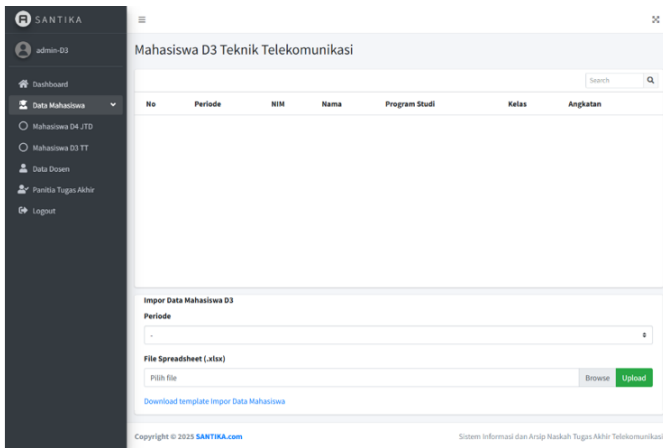 SANTIKA
admin-D3
Dashboard
Data Mahasiswa
Mahasiswa D4 JTD
Mahasiswa D3 TT
Data Dosen
Panitia Tugas Akhir
Logout
Mahasiswa D3 Teknik Telekomunikasi
Search
No Periode NIM Nama Program Studi Kelas Angkatan
Impor Data Mahasiswa D3
Periode
-
File Spreadsheet (.xlsx)
Pilih file Browse Upload
Download template Impor Data Mahasiswa
Copyright © 2025 SANTIKA.com Sistem Informasi dan Arsip Naskah Tugas Akhir Telekomunikasi